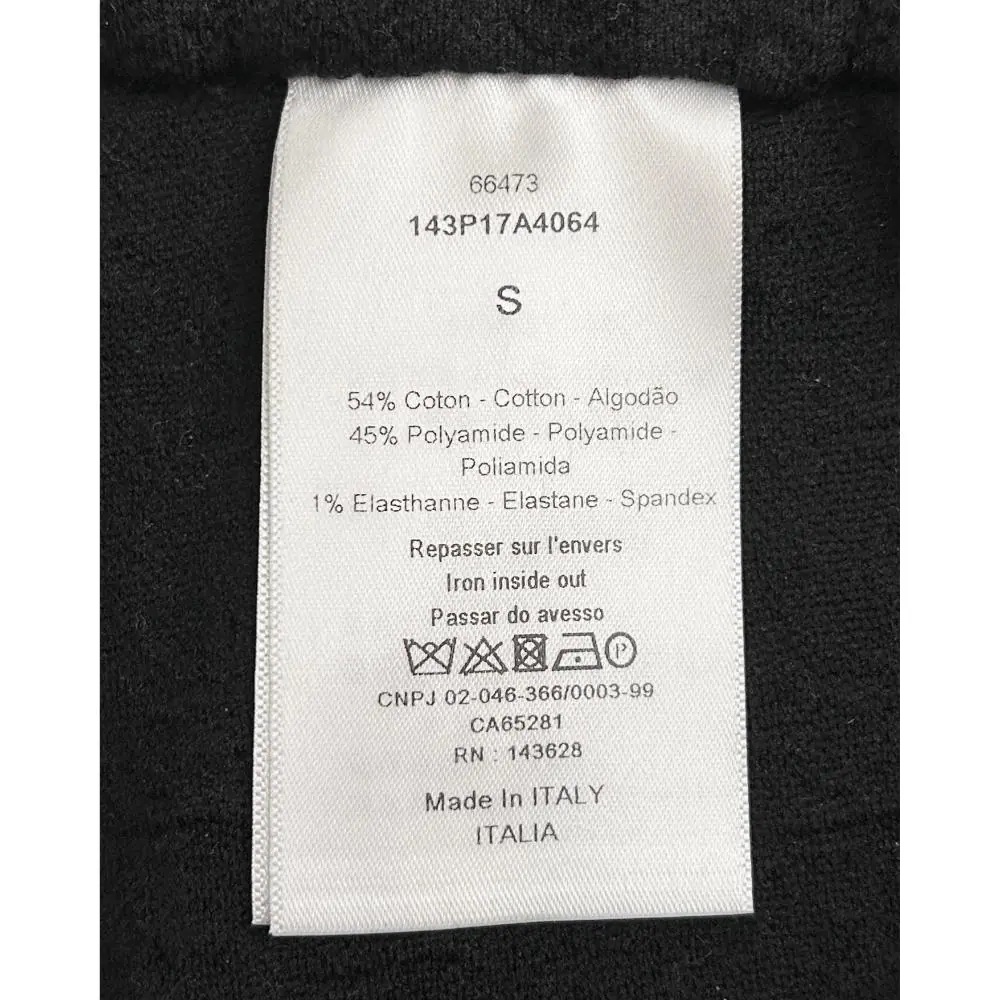 66473
143P17A4064
S
54% Coton - Cotton - Algodão
45% Polyamide - Polyamide -
Poliamida
1% Elasthanne - Elastane - Spandex
Repasser sur l'envers
Iron inside out
Passar do avesso
P
CNPJ 02-046-366/0003-99
CA65281
RN : 143628
Made In ITALY
ITALIA